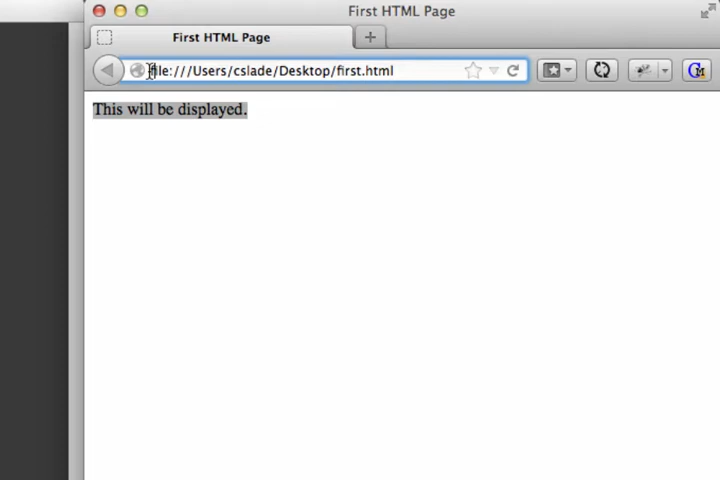 First HTML Page
First HTML Page
file:///Users/cslade/Desktop/first.html
This will be displayed.